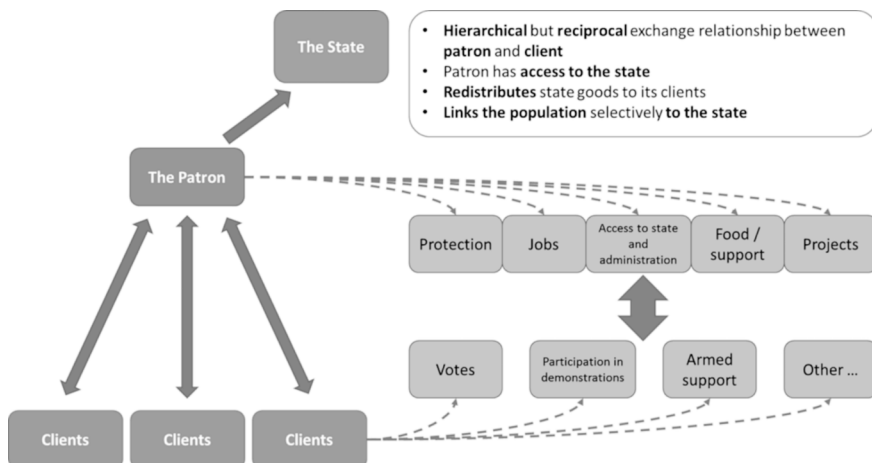 The State
• Hierarchical but reciprocal exchange relationship between
patron and client
• Patron has access to the state
• Redistributes state goods to its clients
• Links the population selectively to the state
The Patron
Protection
Jobs
Access to state
and
administration
Food /
support
Projects
Votes
Participation in
demonstrations
Armed
support
Other ...
Clients
Clients
Clients